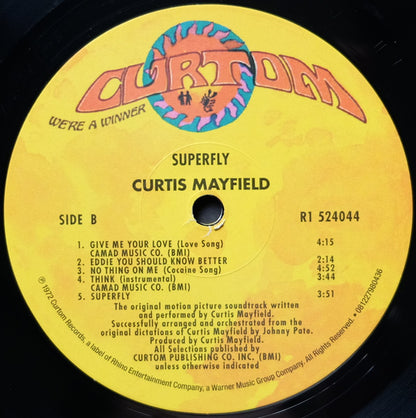 CURTOM
WE'RE A WINNER
SUPERFLY
CURTIS MAYFIELD
SIDE B
R1 524044
1. GIVE ME YOUR LOVE (Love Song) 4:15
CAMAD MUSIC CO. (BMI)
2. EDDIE YOU SHOULD KNOW BETTER 2:14
3. NO THING ON ME (Cocaine Song) 4:52
4. THINK (instrumental) 3:44
CAMAD MUSIC CO. (BMI)
5. SUPERFLY 3:51
The original motion picture soundtrack written
and performed by Curtis Mayfield.
Successfully arranged and orchestrated from the
original dictations of Curtis Mayfield by Johnny Pate.
Produced by Curtis Mayfield.
All Selections published by
CURTOM PUBLISHING CO. INC. (BMI)
unless otherwise indicated
℗ 1972 Curtom Records, a label of Rhino Entertainment Company, a Warner Music Group Company. All Rights Reserved. • 081227980436